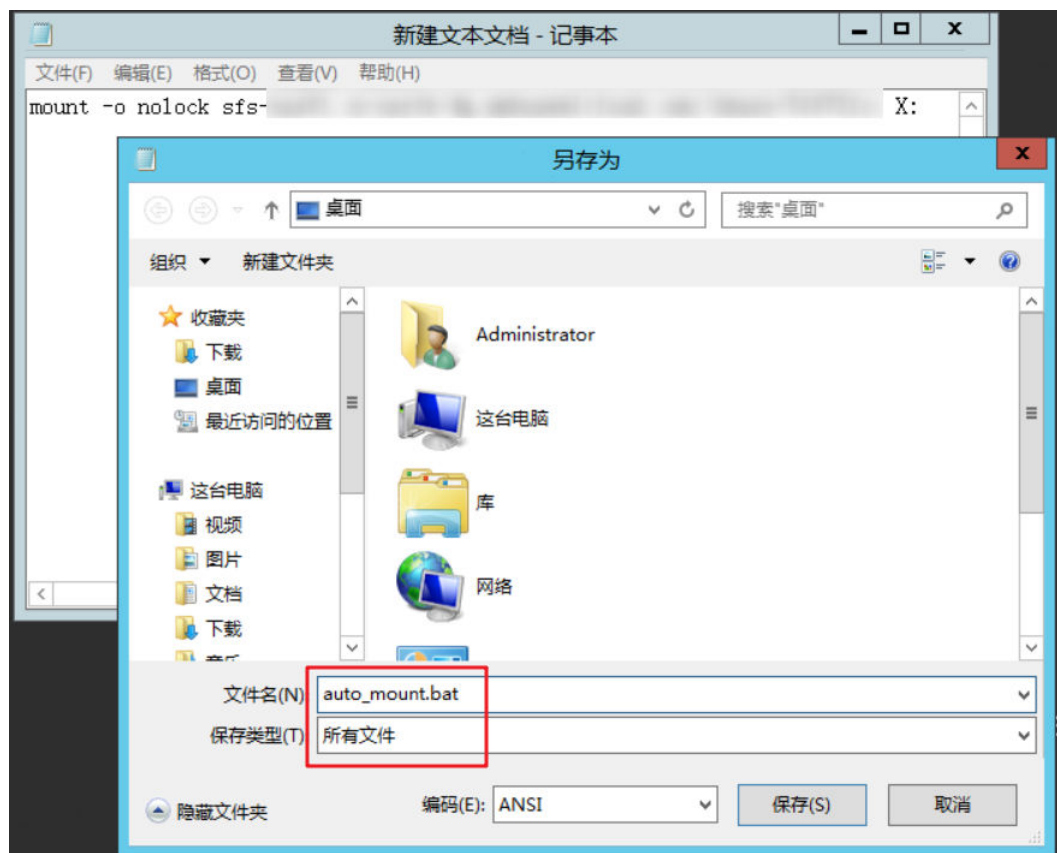 新建文本文档 - 记事本
文件(F) 编辑(E) 格式(O) 查看(V) 帮助(H)
mount -o nolock sfs- X:
另存为
桌面
搜索"桌面"
组织 新建文件夹
收藏夹
下载
桌面
最近访问的位置
这台电脑
视频
图片
文档
下载
音乐
Administrator
这台电脑
库
网络
文件名(N) auto_mount.bat
保存类型(T) 所有文件
隐藏文件夹
编码(E): ANSI
保存(S)
取消